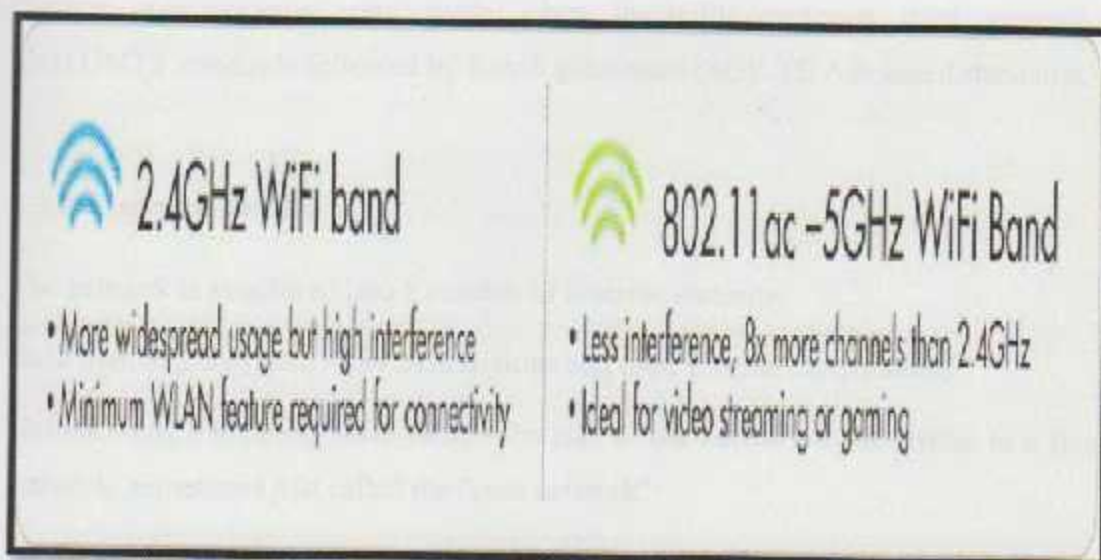 2.4GHz WiFi band
• More widespread usage but high interference
• Minimum WLAN feature required for connectivity
802.11ac –5GHz WiFi Band
• Less interference, 8x more channels than 2.4GHz
• Ideal for video streaming or gaming